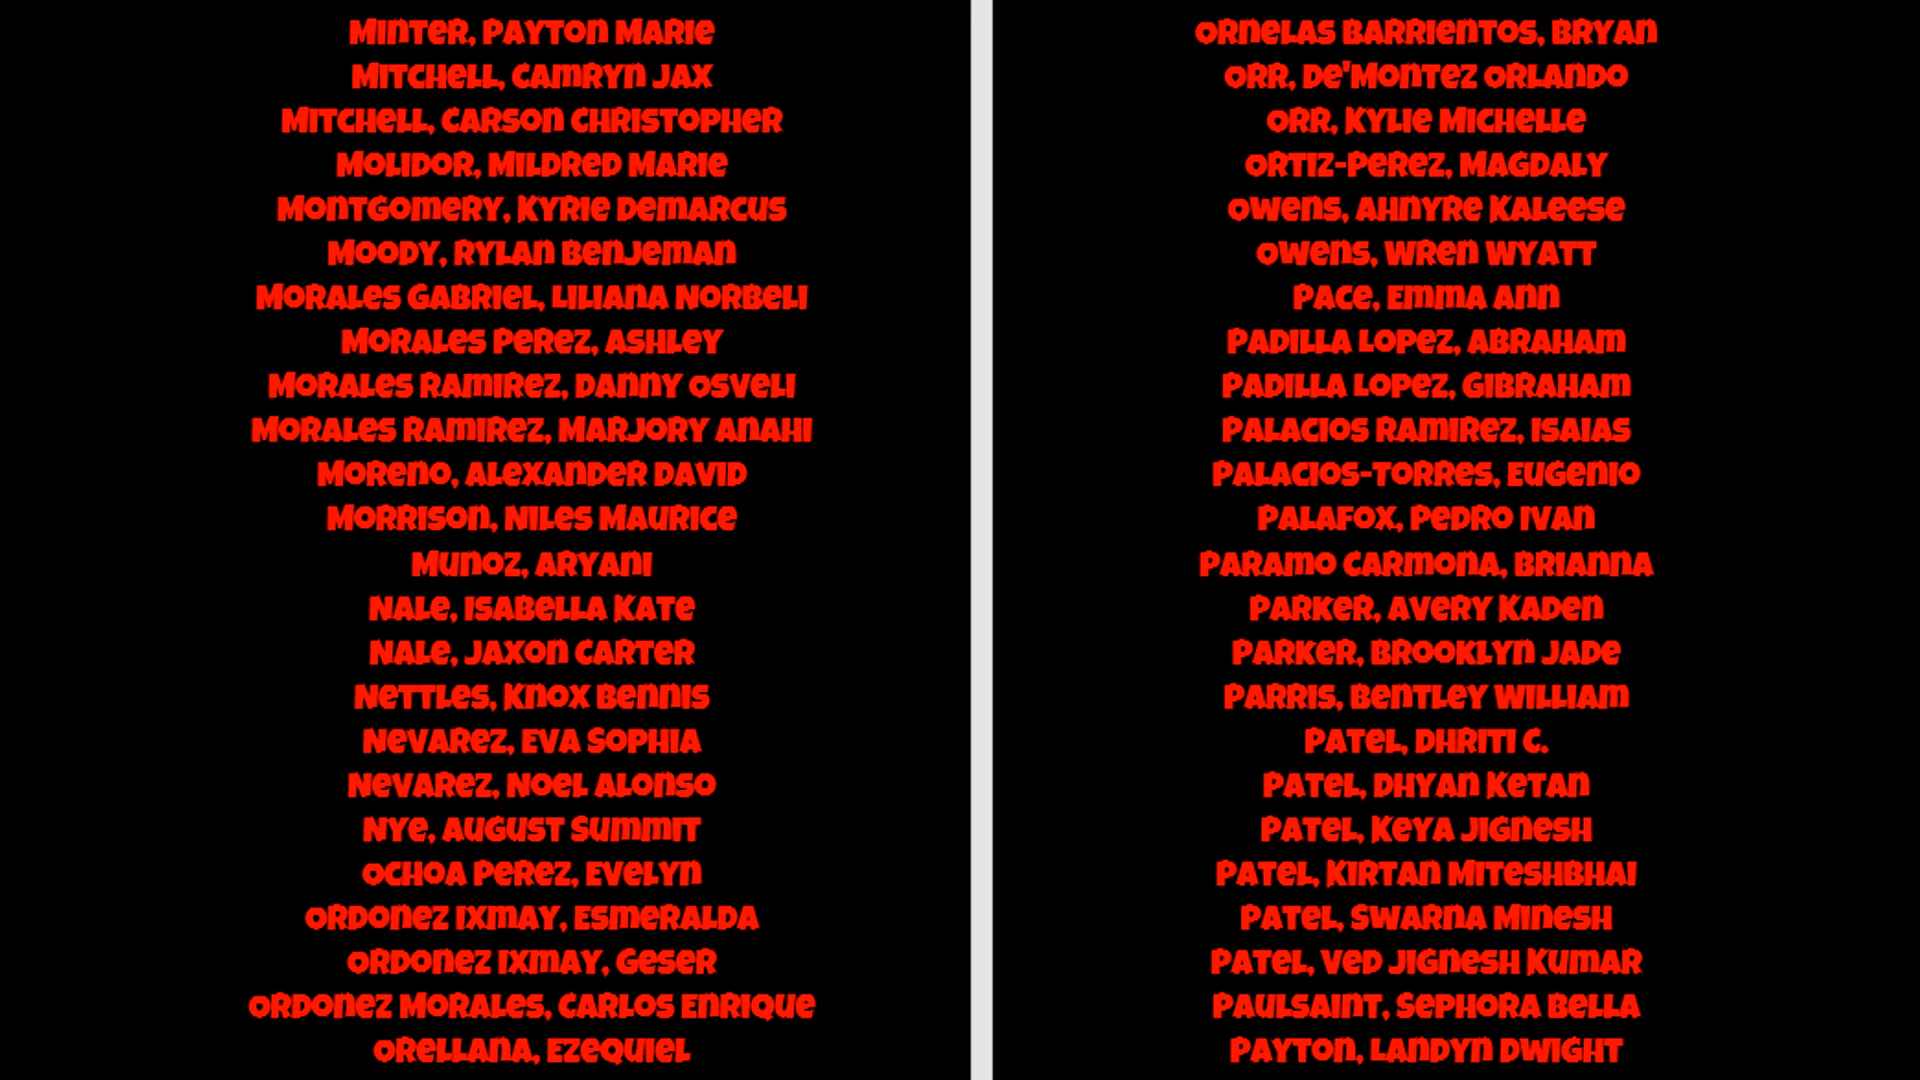 MINTER, PAYTON MARIE
MITCHELL, CAMRYN JAX
MITCHELL, CARSON CHRISTOPHER
MOLIDOR, MILDRED MARIE
MONTGOMERY, KYRIE DEMARCUS
MOODY, RYLAN BENJEMAN
MORALES GABRIEL, LILIANA NORBELI
MORALES PEREZ, ASHLEY
MORALES RAMIREZ, DANNY OSVELI
MORALES RAMIREZ, MARJORY ANAHI
MORENO, ALEXANDER DAVID
MORRISON, NILES MAURICE
MUNOZ, ARYANI
NALE, ISABELLA KATE
NALE, JAXON CARTER
NETTLES, KNOX BENNIS
NEVAREZ, EVA SOPHIA
NEVAREZ, NOEL ALONSO
NYE, AUGUST SUMMIT
OCHOA PEREZ, EVELYN
ORDONEZ IXMAY, ESMERALDA
ORDONEZ IXMAY, GESER
ORDONEZ MORALES, CARLOS ENRIQUE
ORELLANA, EZEQUIEL
ORNELAS BARRIENTOS, BRYAN
ORR, DE'MONTEZ ORLANDO
ORR, KYLIE MICHELLE
ORTIZ-PEREZ, MAGDALY
OWENS, AHNYRE KALEESE
OWENS, WREN WYATT
PACE, EMMA ANN
PADILLA LOPEZ, ABRAHAM
PADILLA LOPEZ, GIBRAHAM
PALACIOS RAMIREZ, ISAIAS
PALACIOS-TORRES, EUGENIO
PALAFOX, PEDRO IVAN
PARAMO CARMONA, BRIANNA
PARKER, AVERY KADEN
PARKER, BROOKLYN JADE
PARRIS, BENTLEY WILLIAM
PATEL, DHRITI C.
PATEL, DHYAN KETAN
PATEL, KEYA JIGNESH
PATEL, KIRTAN MITESHBHAI
PATEL, SWARNA MINESH
PATEL, VED JIGNESH KUMAR
PAULSAINT, SEPHORA BELLA
PAYTON, LANDYN DWIGHT